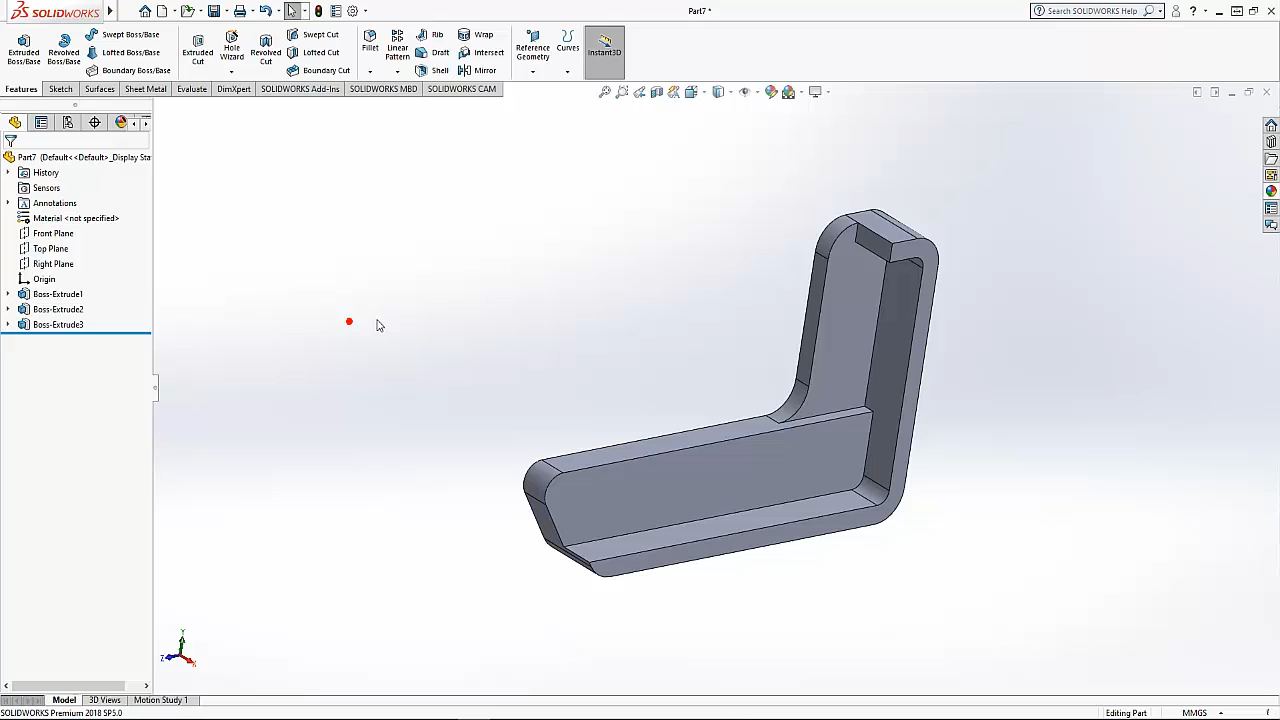 SOLIDWORKS
Part7 *
Search SOLIDWORKS Help
Extruded Boss/Base
Revolved Boss/Base
Swept Boss/Base
Lofted Boss/Base
Boundary Boss/Base
Extruded Cut
Hole Wizard
Revolved Cut
Swept Cut
Lofted Cut
Boundary Cut
Fillet
Linear Pattern
Rib
Draft
Shell
Wrap
Intersect
Mirror
Reference Geometry
Curves
Instant3D
Features
Sketch
Surfaces
Sheet Metal
Evaluate
DimXpert
SOLIDWORKS Add-Ins
SOLIDWORKS MBD
SOLIDWORKS CAM
Part7 (Default<<Default>_Display Sta
History
Sensors
Annotations
Material <not specified>
Front Plane
Top Plane
Right Plane
Origin
Boss-Extrude1
Boss-Extrude2
Boss-Extrude3
Y
Z
X
Model
3D Views
Motion Study 1
SOLIDWORKS Premium 2018 SP5.0
Editing Part
MMGS